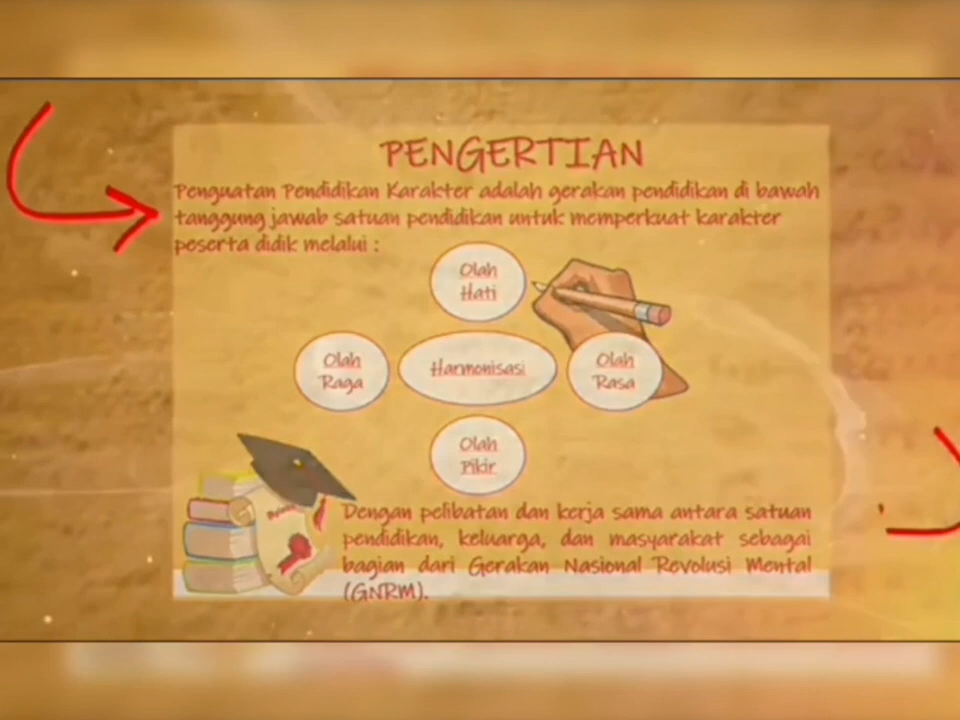 PENGERTIAN
Penguatan Pendidikan Karakter adalah gerakan pendidikan di bawah
tanggung jawab satuan pendidikan untuk memperkuat karakter
peserta didik melalui :
Olah
Hati
Olah
Raga
Harmonisasi
Olah
Rasa
Olah
Pikir
Dengan pelibatan dan kerja sama antara satuan
pendidikan, keluarga, dan masyarakat sebagai
bagian dari Gerakan Nasional Revolusi Mental
(GNRM).